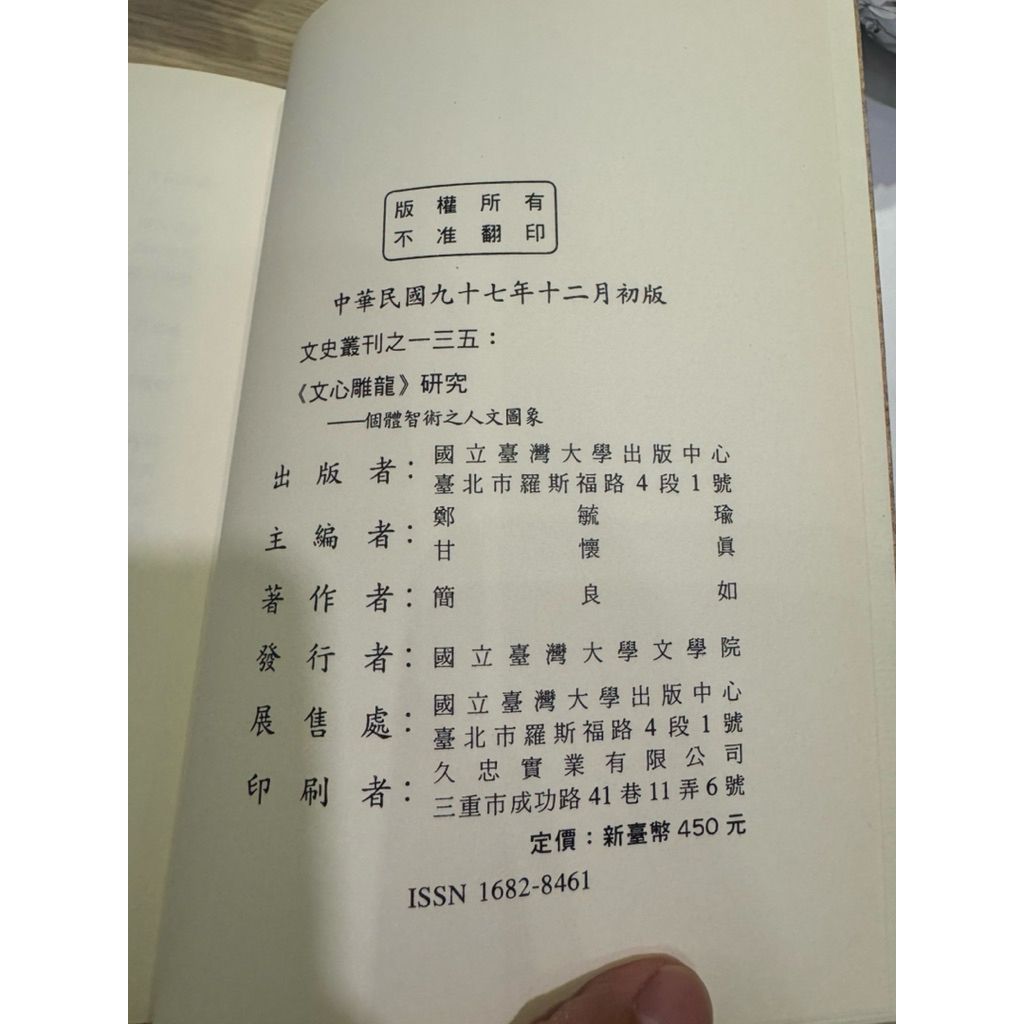 版權所有
不准翻印
中華民國九十七年十二月初版
文史叢刊之一三五：
《文心雕龍》研究
——個體智術之人文圖象
出版者：國立臺灣大學出版中心
臺北市羅斯福路4段1號
主編者：鄭毓瑜
甘懷眞
著作者：簡良如
發行者：國立臺灣大學文學院
展售處：國立臺灣大學出版中心
臺北市羅斯福路4段1號
印刷者：久忠實業有限公司
三重市成功路41巷11弄6號
定價：新臺幣450元
ISSN 1682-8461